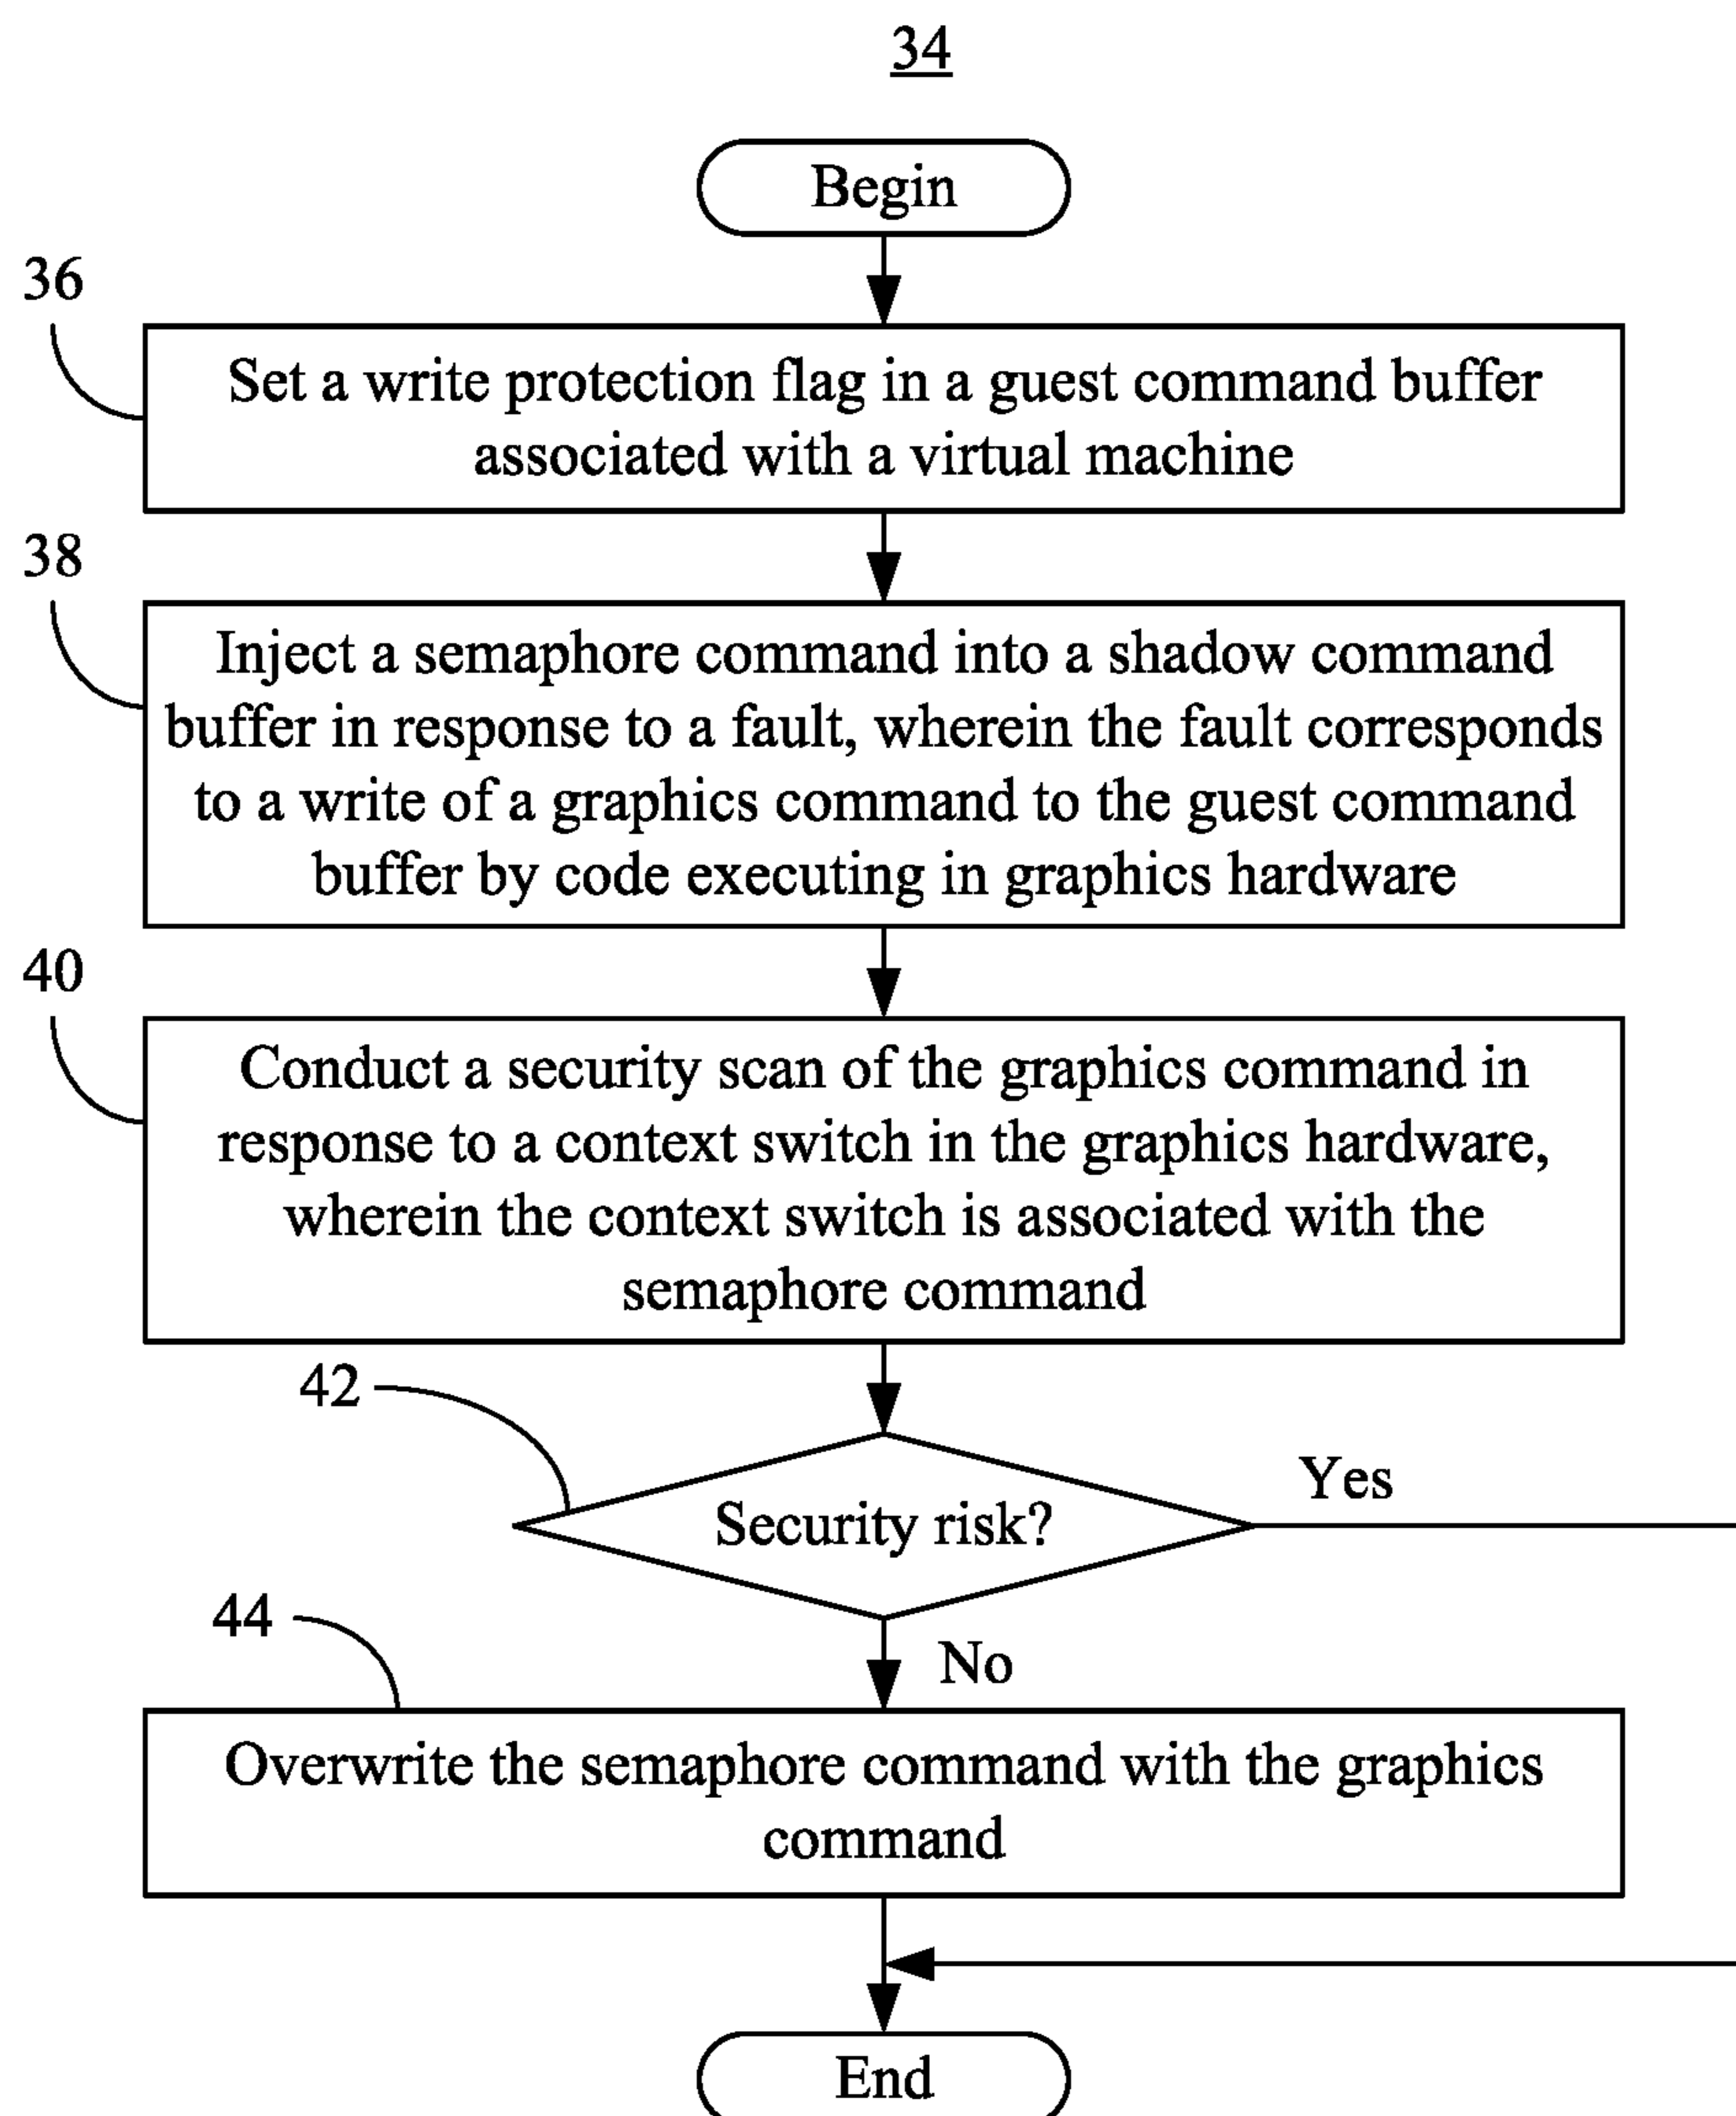 34
Begin
36
Set a write protection flag in a guest command buffer
associated with a virtual machine
38
Inject a semaphore command into a shadow command
buffer in response to a fault, wherein the fault corresponds
to a write of a graphics command to the guest command
buffer by code executing in graphics hardware
40
Conduct a security scan of the graphics command in
response to a context switch in the graphics hardware,
wherein the context switch is associated with the
semaphore command
42
Yes
Security risk?
44
No
Overwrite the semaphore command with the graphics
command
End